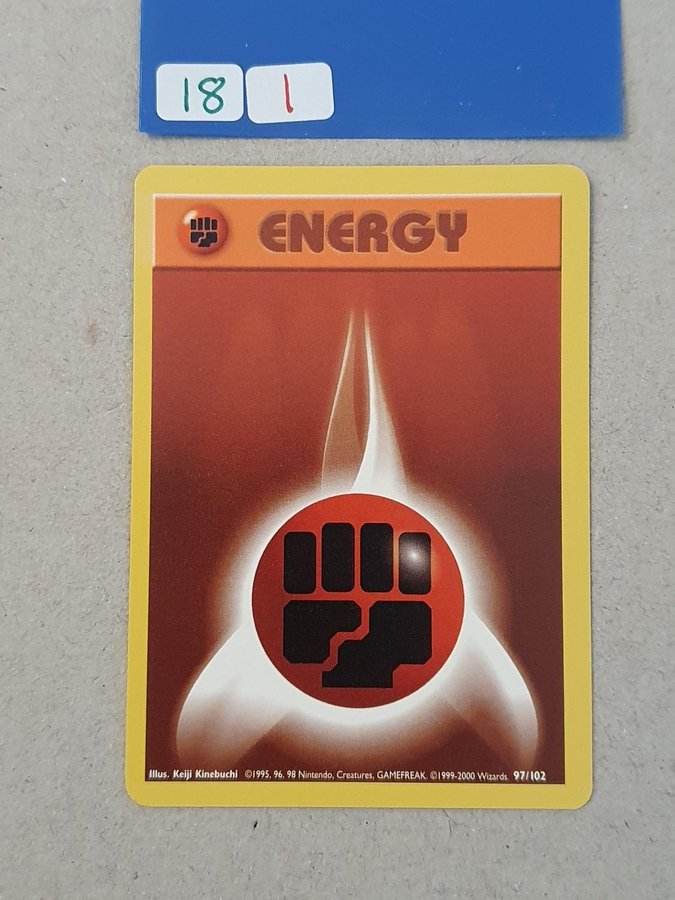 18 1
ENERGY
Illus. Keiji Kinebuchi ©1995, 96, 98 Nintendo, Creatures, GAMEFREAK. ©1999-2000 Wizards. 97/102